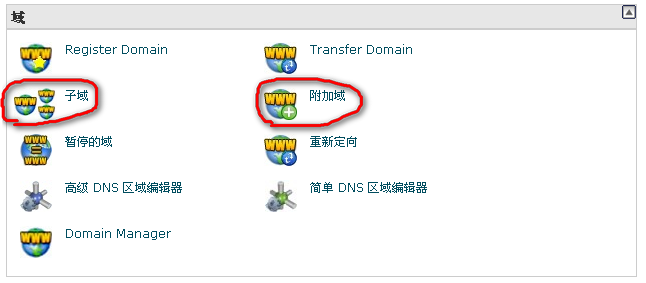 域
Register Domain
Transfer Domain
子域
附加域
暂停的域
重新定向
高级 DNS 区域编辑器
简单 DNS 区域编辑器
Domain Manager